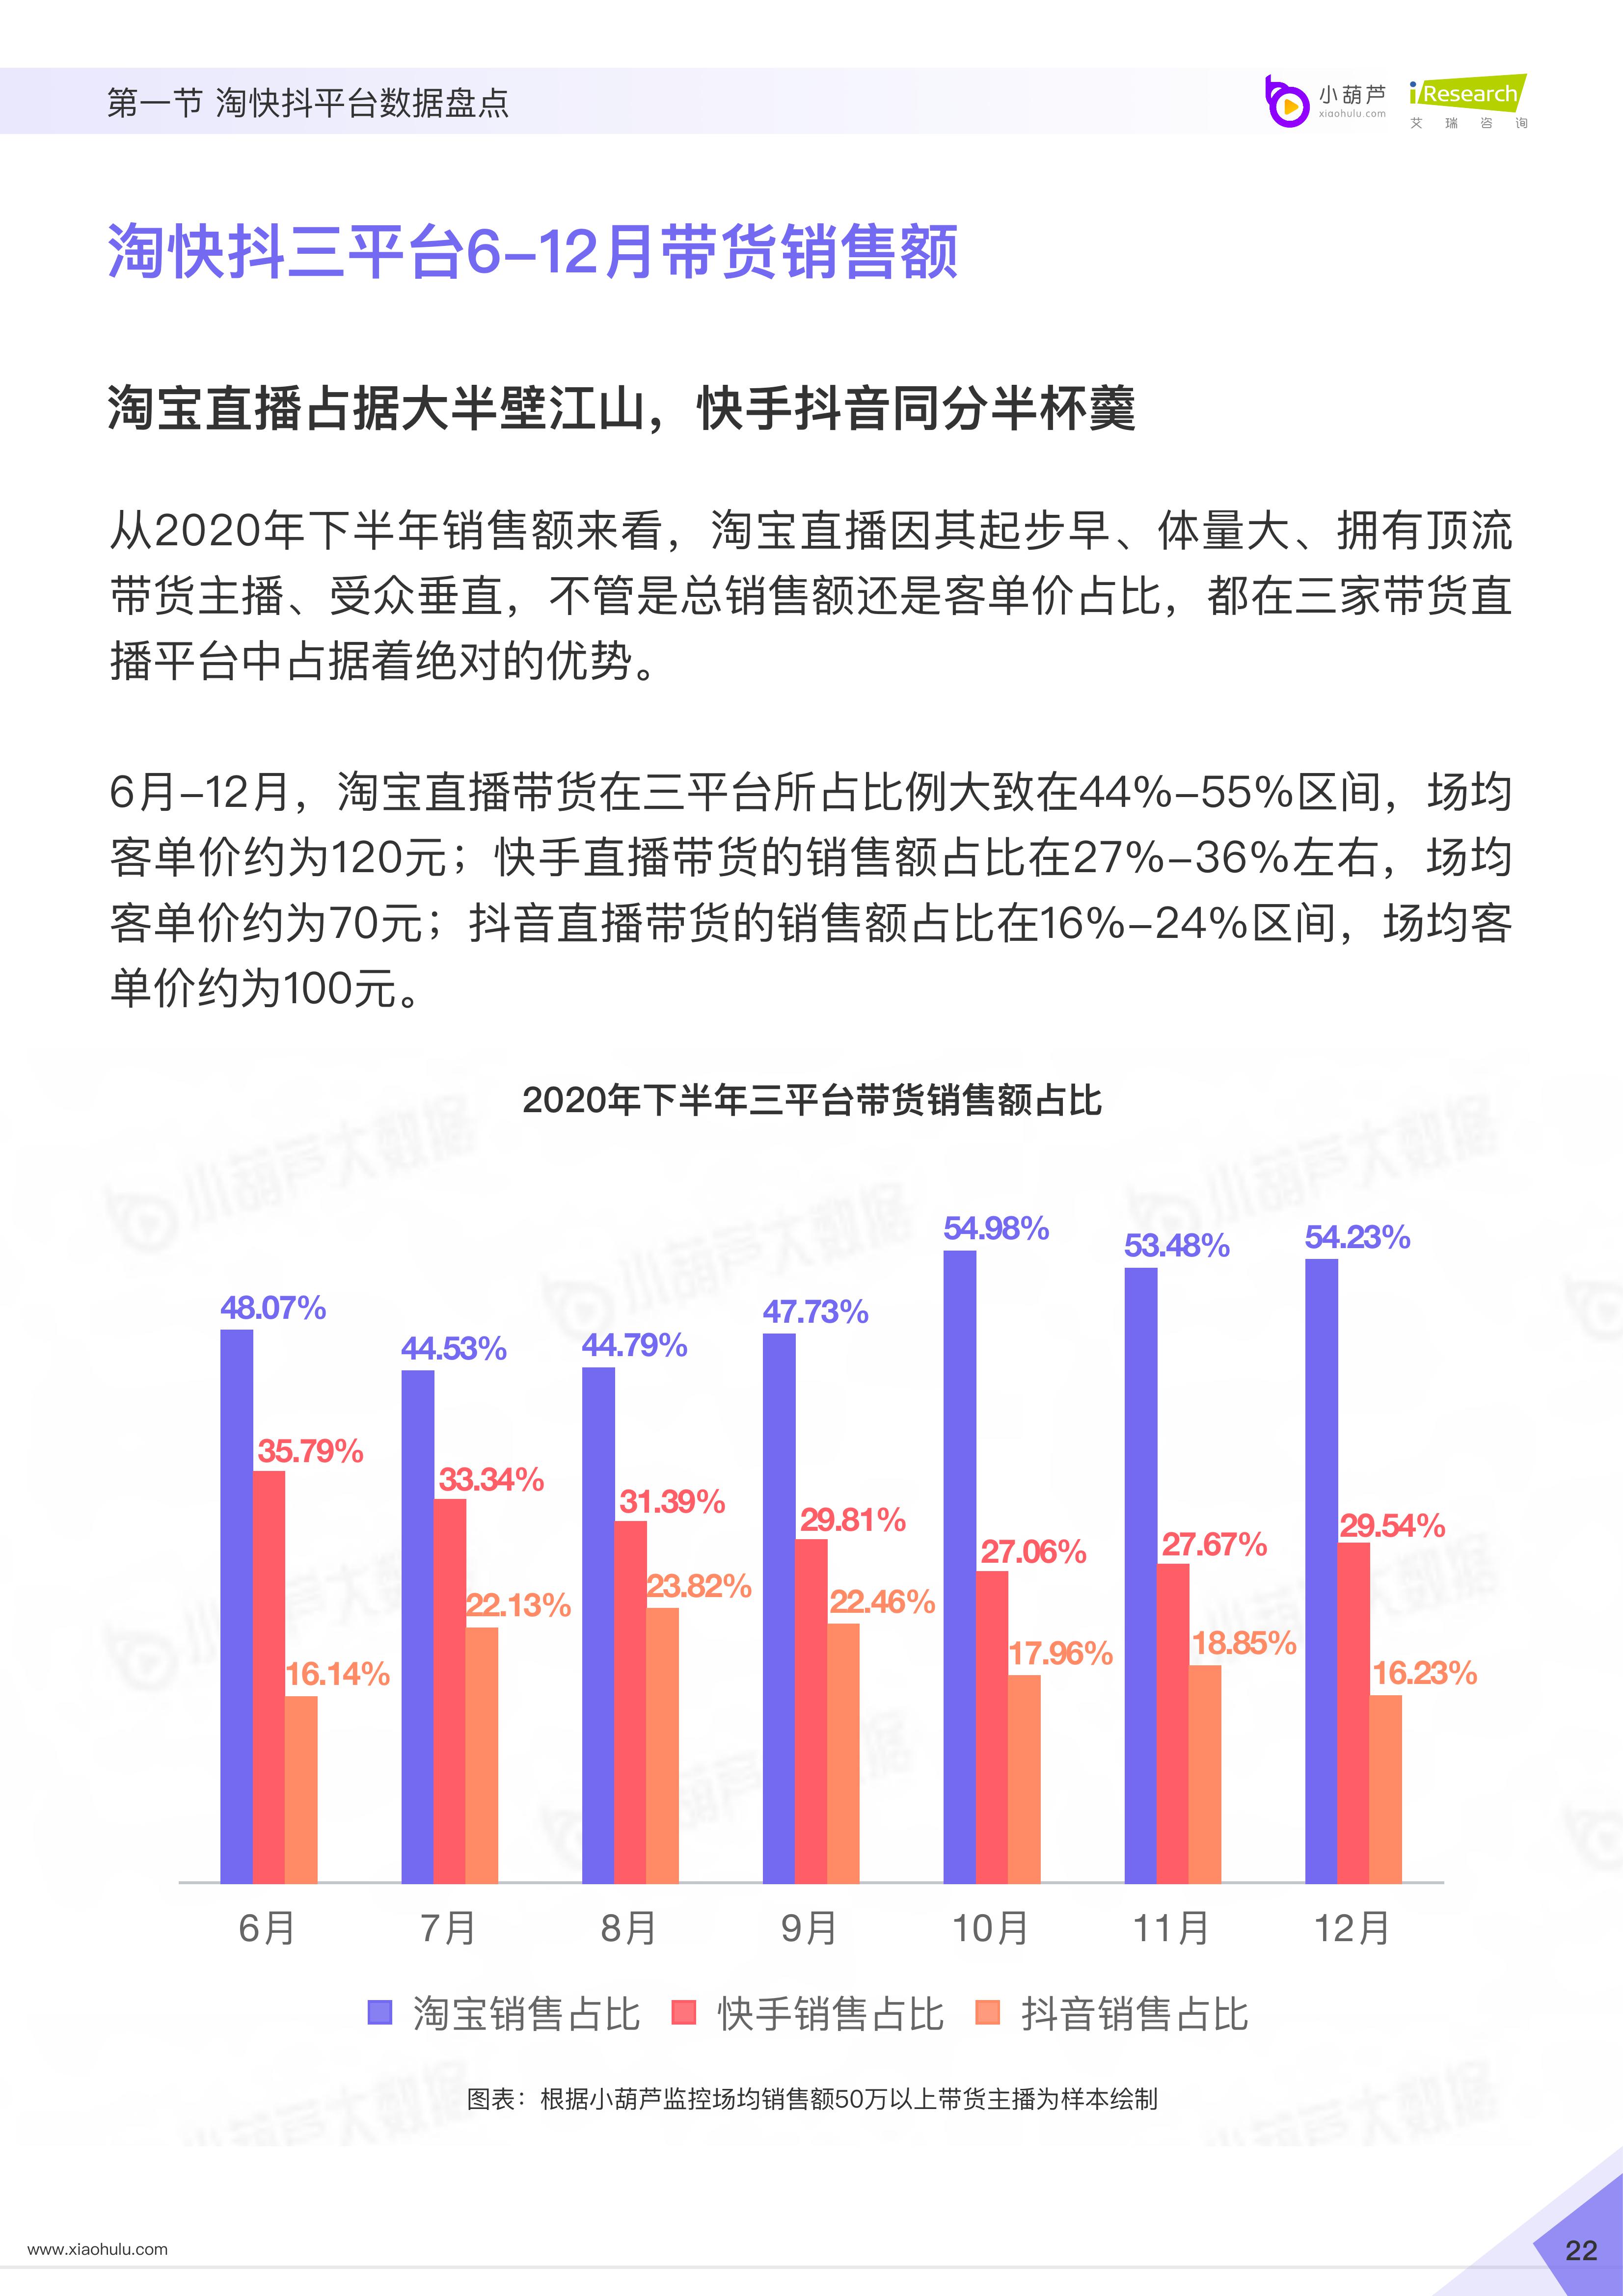 第一节 淘快抖平台数据盘点
小葫芦
xiaohulu.com
iResearch
艾瑞咨询
淘快抖三平台6-12月带货销售额
淘宝直播占据大半壁江山，快手抖音同分半杯羹
从2020年下半年销售额来看，淘宝直播因其起步早、体量大、拥有顶流
带货主播、受众垂直，不管是总销售额还是客单价占比，都在三家带货直
播平台中占据着绝对的优势。
6月-12月，淘宝直播带货在三平台所占比例大致在44%-55%区间，场均
客单价约为120元；快手直播带货的销售额占比在27%-36%左右，场均
客单价约为70元；抖音直播带货的销售额占比在16%-24%区间，场均客
单价约为100元。
2020年下半年三平台带货销售额占比
48.07%
35.79%
16.14%
44.53%
33.34%
22.13%
44.79%
31.39%
23.82%
47.73%
29.81%
22.46%
54.98%
27.06%
17.96%
53.48%
27.67%
18.85%
54.23%
29.54%
16.23%
6月 7月 8月 9月 10月 11月 12月
淘宝销售占比 快手销售占比 抖音销售占比
图表：根据小葫芦监控场均销售额50万以上带货主播为样本绘制
小葫芦大数据
www.xiaohulu.com
22